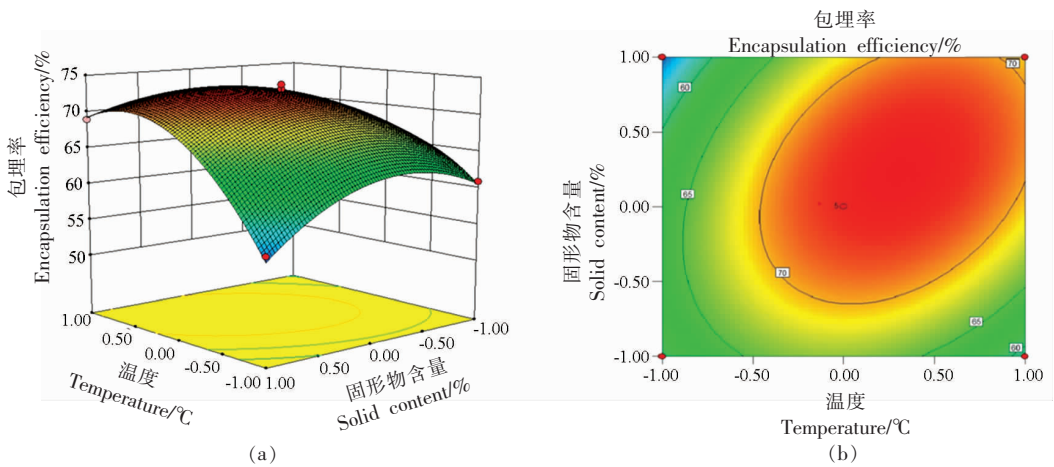 包埋率
Encapsulation efficiency/%
75
70
65
60
55
50
1.00
0.50
0.00
-0.50
-1.00
温度
Temperature/℃
1.00
0.50
0.00
-0.50
-1.00
固形物含量
Solid content/%
(a)
包埋率
Encapsulation efficiency/%
固形物含量
Solid content/%
1.00
0.50
0.00
-0.50
-1.00
60
70
65
70
65
60
-1.00
-0.50
0.00
0.50
1.00
温度
Temperature/℃
(b)